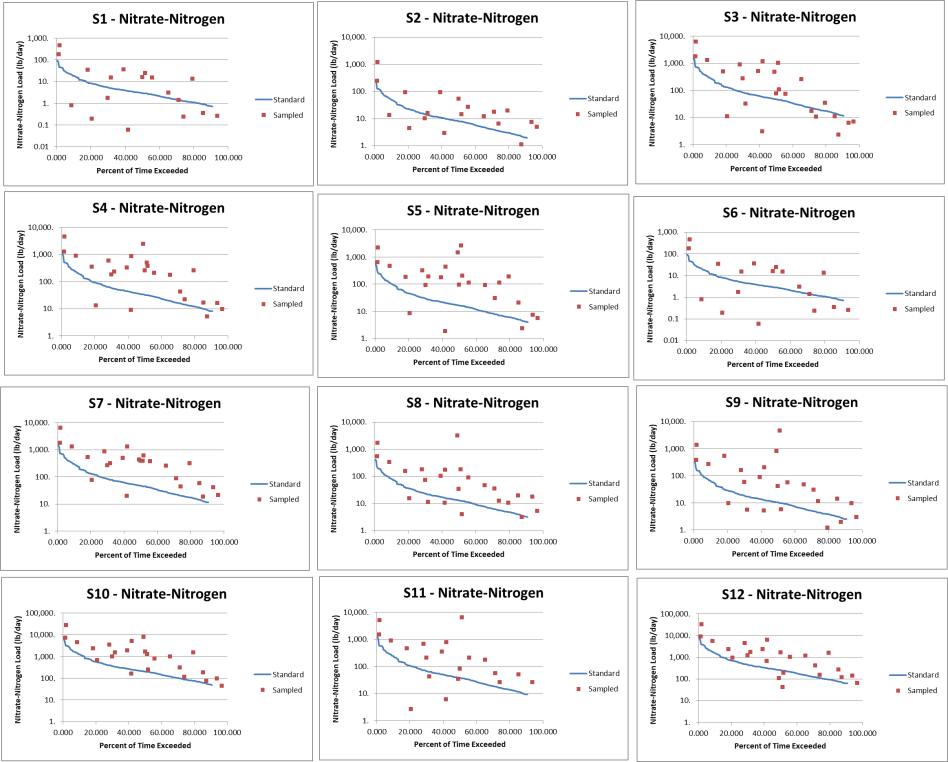 S1 - Nitrate-Nitrogen
Nitrate-Nitrogen Load (lb/day)
1,000.
100.
10.
1.
0.1
0.01
0.000 20.000 40.000 60.000 80.000 100.000
Percent of Time Exceeded
Standard
Sampled
S2 - Nitrate-Nitrogen
Nitrate-Nitrogen Load (lb/day)
10,000.
1,000.
100.
10.
1.
0.000 20.000 40.000 60.000 80.000 100.000
Percent of Time Exceeded
Standard
Sampled
S3 - Nitrate-Nitrogen
Nitrate-Nitrogen Load (lb/day)
10,000.
1,000.
100.
10.
1.
0.000 20.000 40.000 60.000 80.000 100.000
Percent of Time Exceeded
Standard
Sampled
S4 - Nitrate-Nitrogen
Nitrate-Nitrogen Load (lb/day)
10,000.
1,000.
100.
10.
1.
0.000 20.000 40.000 60.000 80.000 100.000
Percent of Time Exceeded
Standard
Sampled
S5 - Nitrate-Nitrogen
Nitrate-Nitrogen Load (lb/day)
10,000.
1,000.
100.
10.
1.
0.000 20.000 40.000 60.000 80.000 100.000
Percent of Time Exceeded
Standard
Sampled
S6 - Nitrate-Nitrogen
Nitrate-Nitrogen Load (lb/day)
1,000.
100.
10.
1.
0.1
0.01
0.000 20.000 40.000 60.000 80.000 100.000
Percent of Time Exceeded
Standard
Sampled
S7 - Nitrate-Nitrogen
Nitrate-Nitrogen Load (lb/day)
10,000.
1,000.
100.
10.
1.
0.000 20.000 40.000 60.000 80.000 100.000
Percent of Time Exceeded
Standard
Sampled
S8 - Nitrate-Nitrogen
Nitrate-Nitrogen Load (lb/day)
10,000.
1,000.
100.
10.
1.
0.000 20.000 40.000 60.000 80.000 100.000
Percent of Time Exceeded
Standard
Sampled
S9 - Nitrate-Nitrogen
Nitrate-Nitrogen Load (lb/day)
10,000.
1,000.
100.
10.
1.
0.000 20.000 40.000 60.000 80.000 100.000
Percent of Time Exceeded
Standard
Sampled
S10 - Nitrate-Nitrogen
Nitrate-Nitrogen Load (lb/day)
100,000.
10,000.
1,000.
100.
10.
1.
0.000 20.000 40.000 60.000 80.000 100.000
Percent of Time Exceeded
Standard
Sampled
S11 - Nitrate-Nitrogen
Nitrate-Nitrogen Load (lb/day)
10,000.
1,000.
100.
10.
1.
0.000 20.000 40.000 60.000 80.000 100.000
Percent of Time Exceeded
Standard
Sampled
S12 - Nitrate-Nitrogen
Nitrate-Nitrogen Load (lb/day)
100,000.
10,000.
1,000.
100.
10.
1.
0.000 20.000 40.000 60.000 80.000 100.000
Percent of Time Exceeded
Standard
Sampled